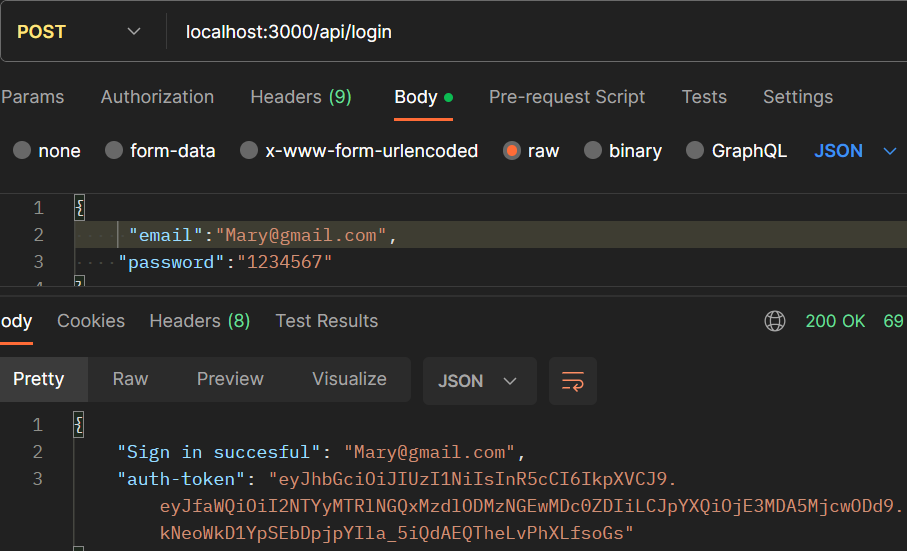 POST localhost:3000/api/login
Params Authorization Headers (9) Body Pre-request Script Tests Settings
none form-data x-www-form-urlencoded raw binary GraphQL JSON
1 {
2 "email":"Mary@gmail.com",
3 "password":"1234567"
4 }
ody Cookies Headers (8) Test Results 200 OK 69
Pretty Raw Preview Visualize JSON
1 {
2 "Sign in succesful": "Mary@gmail.com",
3 "auth-token": "eyJhbGciOiJIUzI1NiIsInR5cCI6IkpXVCJ9.
eyJfaWQiOiI2NTYyMTRlNGQxMzdlODMzNGEwMDc0ZDIiLCJpYXQiOjE3MDA5MjcwODd9.
kNeoWkD1YpSEbDpjpYIla_5iQdAEQTheLvPhXLfsoGs"